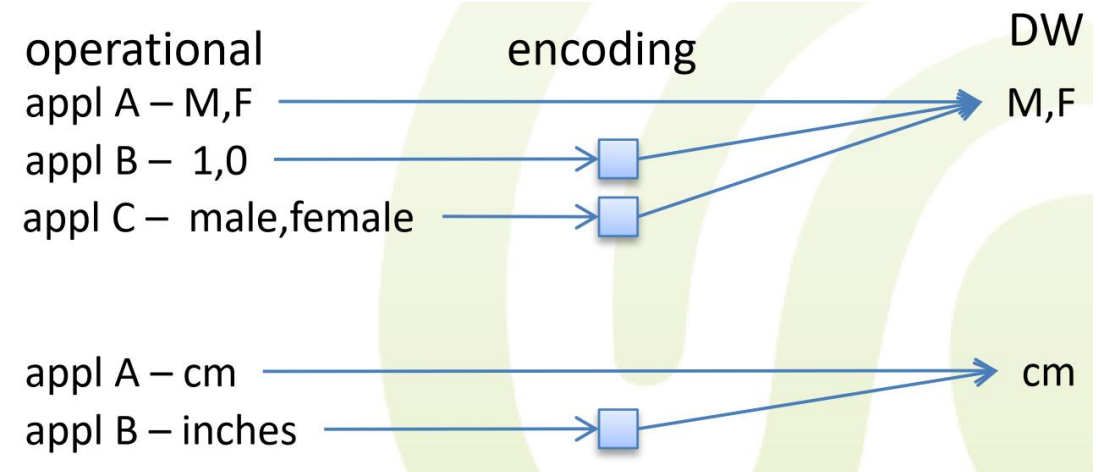 operational encoding DW
appl A – M,F M,F
appl B – 1,0
appl C – male,female
appl A – cm cm
appl B – inches